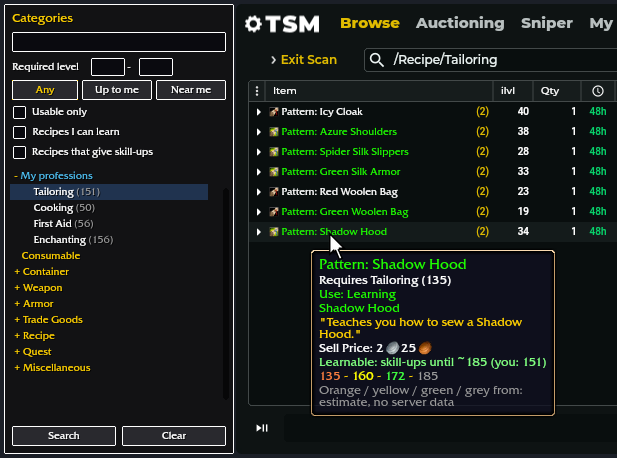 Categories
Required level
-
Any
Up to me
Near me
Usable only
Recipes I can learn
Recipes that give skill-ups
- My professions
Tailoring (151)
Cooking (50)
First Aid (56)
Enchanting (156)
Consumable
+ Container
+ Weapon
+ Armor
+ Trade Goods
+ Recipe
+ Quest
+ Miscellaneous
Search
Clear
TSM
Browse
Auctioning
Sniper
My
> Exit Scan
/Recipe/Tailoring
Item ilvl Qty
Pattern: Icy Cloak (2) 40 1 48h
Pattern: Azure Shoulders (2) 38 1 48h
Pattern: Spider Silk Slippers (2) 28 1 48h
Pattern: Green Silk Armor (2) 33 1 48h
Pattern: Red Woolen Bag (2) 23 1 48h
Pattern: Green Woolen Bag (2) 19 1 48h
Pattern: Shadow Hood (2) 34 1 48h
Pattern: Shadow Hood
Requires Tailoring (135)
Use: Learning
Shadow Hood
"Teaches you how to sew a Shadow
Hood."
Sell Price: 2 25
Learnable: skill-ups until ~185 (you: 151)
135 - 160 - 172 - 185
Orange / yellow / green / grey from:
estimate, no server data